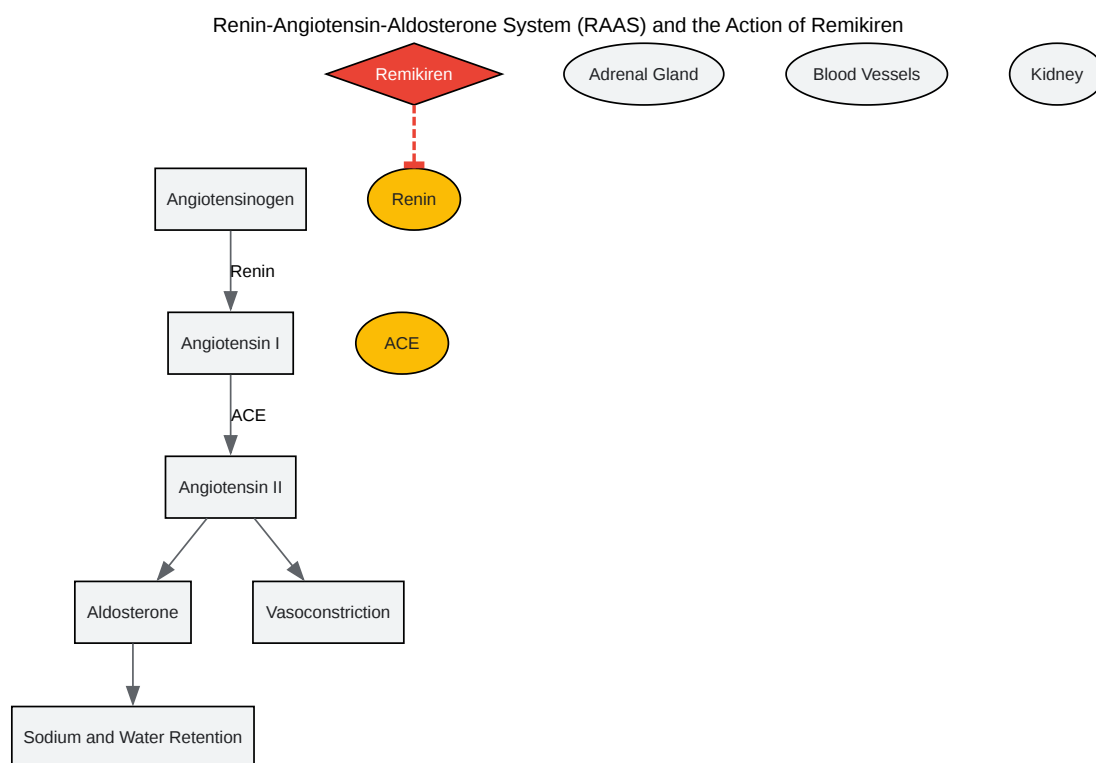 Renin-Angiotensin-Aldosterone System (RAAS) and the Action of Remikiren
Remikiren
Adrenal Gland
Blood Vessels
Kidney
Angiotensinogen
Renin
Renin
Angiotensin I
ACE
ACE
Angiotensin II
Aldosterone
Vasoconstriction
Sodium and Water Retention